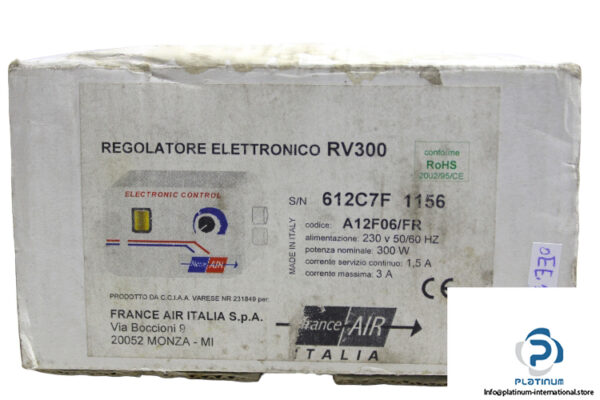 REGOLATORE ELETTRONICO RV300
conforme
RoHS
2002/95/CE
ELECTRONIC CONTROL
france AIR
MADE IN ITALY
S/N 612C7F 1156
codice: A12F06/FR
alimentazione: 230 v 50/60 HZ
potenza nominale: 300 W
corrente servizio continuo: 1,5 A
corrente massima: 3 A
CE
PRODOTTO DA C.C.I.A.A. VARESE NR 231849 per:
FRANCE AIR ITALIA S.p.A.
Via Boccioni 9
20052 MONZA - MI
france AIR
ITALIA
PLATINUM
Info@platinum-international.store